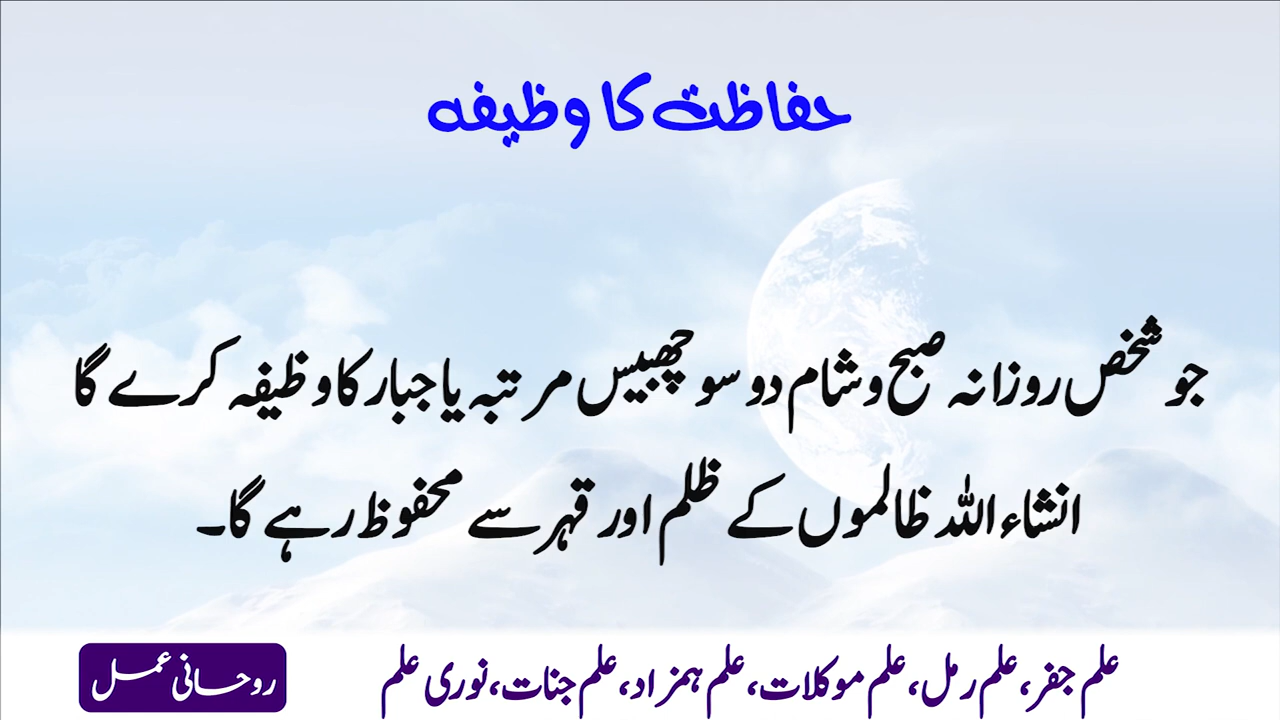 حفاظت کا وظیفہ
جو شخص روزانہ صبح و شام دو سو چھبیس مرتبہ یا جبار کا وظیفہ کرے گا
انشاء اللہ ظالموں کے ظلم اور قہر سے محفوظ رہے گا۔
علم جفر، علم رمل، علم موکلات، علم ہمزاد، علم جنات، نوری علم
روحانی عمل